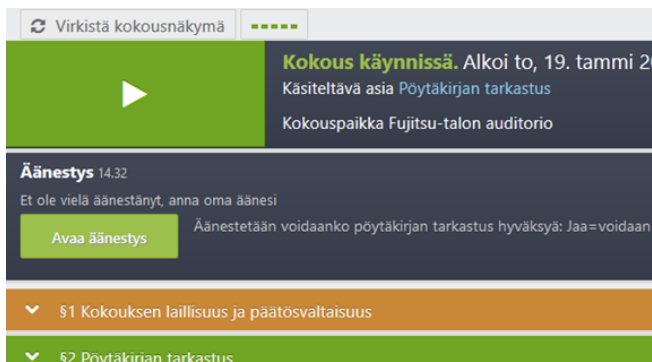 Virkistä kokousnäkymä
Kokous käynnissä. Alkoi to, 19. tammi
Käsiteltävä asia Pöytäkirjan tarkastus
Kokouspaikka Fujitsu-talon auditorio
Äänestys 14.32
Et ole vielä äänestänyt, anna oma äänesi
Avaa äänestys
Äänestetään voidaanko pöytäkirjan tarkastus hyväksyä: Jaa=voidaan
§1 Kokouksen laillisuus ja päätösvaltaisuus
§2 Pöytäkirjan tarkastus